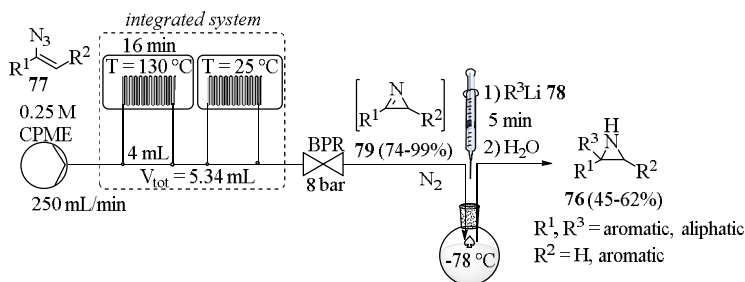 integrated system
N3
R1
R2
77
16 min
T = 130 °C
T = 25 °C
0.25 M
CPME
4 mL
Vtot = 5.34 mL
250 mL/min
BPR
8 bar
N
R1
R2
79 (74-99%)
1) R3Li 78
5 min
2) H2O
N2
-78 °C
H
N
R3
R1
R2
76 (45-62%)
R1, R3 = aromatic, aliphatic
R2 = H, aromatic